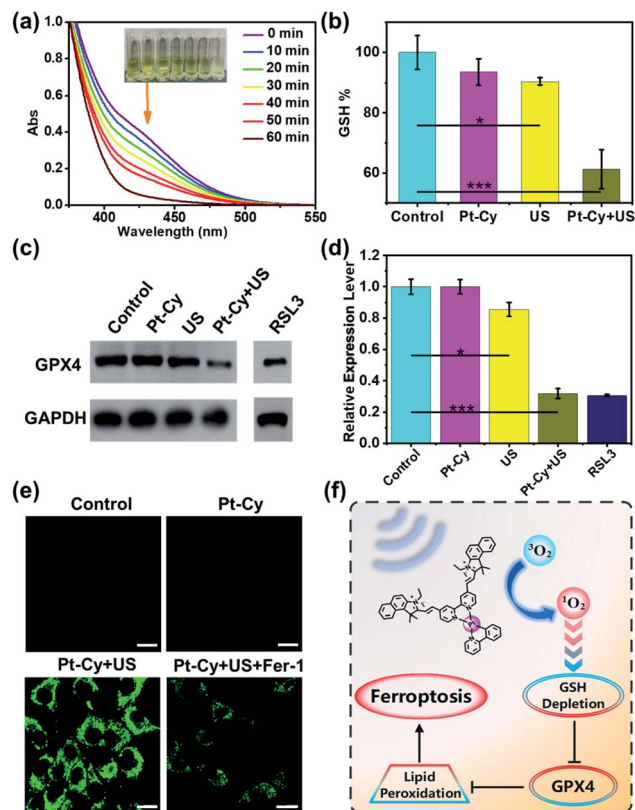 (a)
1.0
0.8
0.6
0.4
0.2
0.0
Abs
400
450
500
550
Wavelength (nm)
0 min
10 min
20 min
30 min
40 min
50 min
60 min
(b)
100
80
60
GSH %
*
***
Control
Pt-Cy
US
Pt-Cy+US
(c)
Control
Pt-Cy
US
Pt-Cy+US
RSL3
GPX4
GAPDH
(d)
1.2
1.0
0.8
0.6
0.4
0.2
0.0
Relative Expression Lever
*
***
Control
Pt-Cy
US
Pt-Cy+US
RSL3
(e)
Control
Pt-Cy
Pt-Cy+US
Pt-Cy+US+Fer-1
(f)
³O₂
¹O₂
GSH
Depletion
GPX4
Lipid
Peroxidation
Ferroptosis